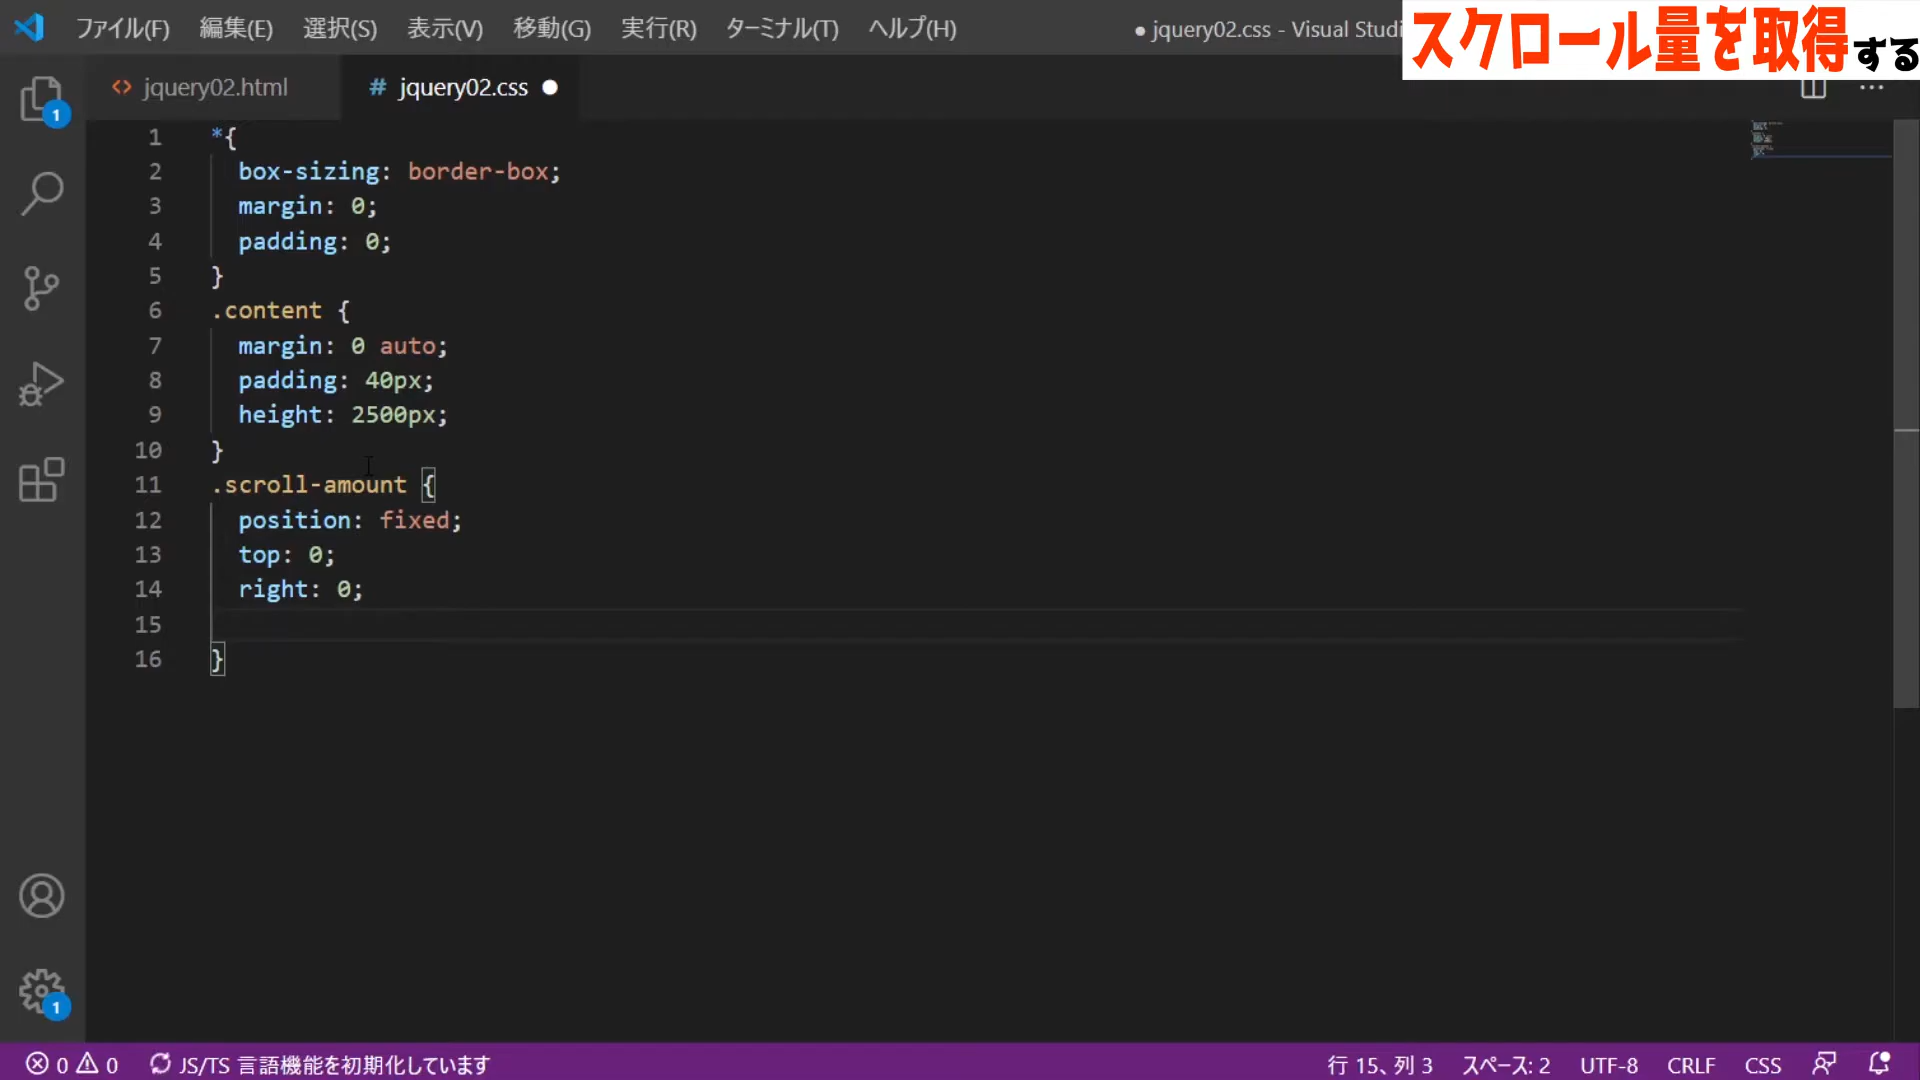 ファイル(F) 編集(E) 選択(S) 表示(V) 移動(G) 実行(R) ターミナル(T) ヘルプ(H) ● jquery02.css - Visual Studi
スクロール量を取得する
<> jquery02.html # jquery02.css ●
1 *{
2 box-sizing: border-box;
3 margin: 0;
4 padding: 0;
5 }
6 .content {
7 margin: 0 auto;
8 padding: 40px;
9 height: 2500px;
10 }
11 .scroll-amount {
12 position: fixed;
13 top: 0;
14 right: 0;
15
16 }
1
1
0 0 JS/TS 言語機能を初期化しています 行 15、列 3 スペース: 2 UTF-8 CRLF CSS